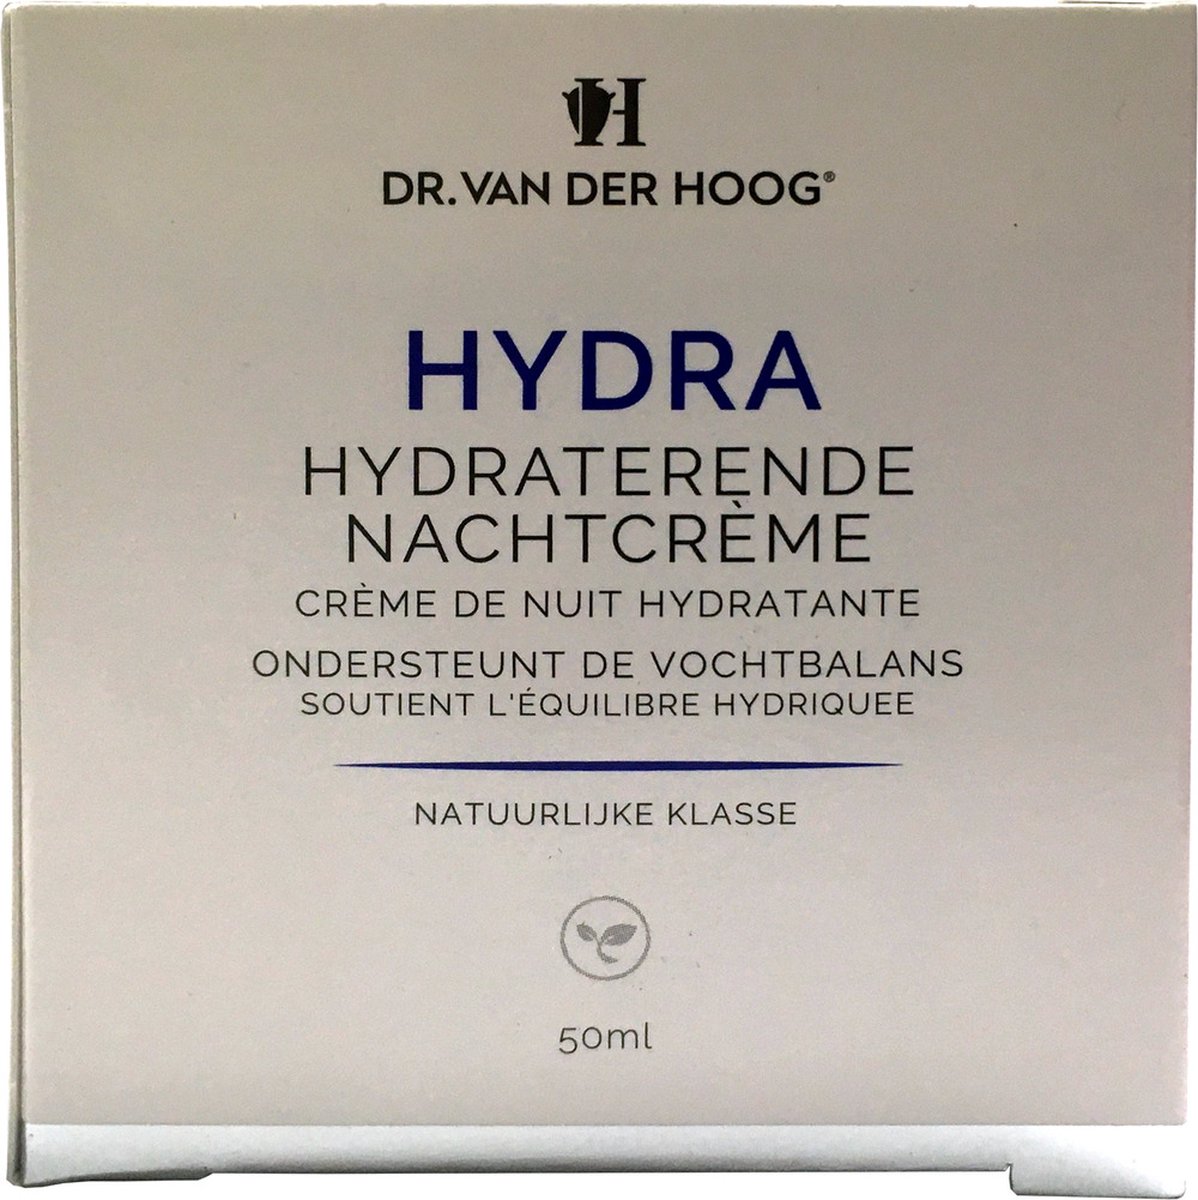 H
DR. VAN DER HOOG®
HYDRA
HYDRATERENDE
NACHTCRÈME
CRÈME DE NUIT HYDRATANTE
ONDERSTEUNT DE VOCHTBALANS
SOUTIENT L'ÉQUILIBRE HYDRIQUEE
NATUURLIJKE KLASSE
50ml